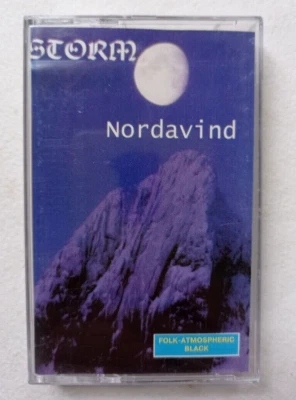 STORM
Nordavind
FOLK-ATMOSPHERIC
BLACK